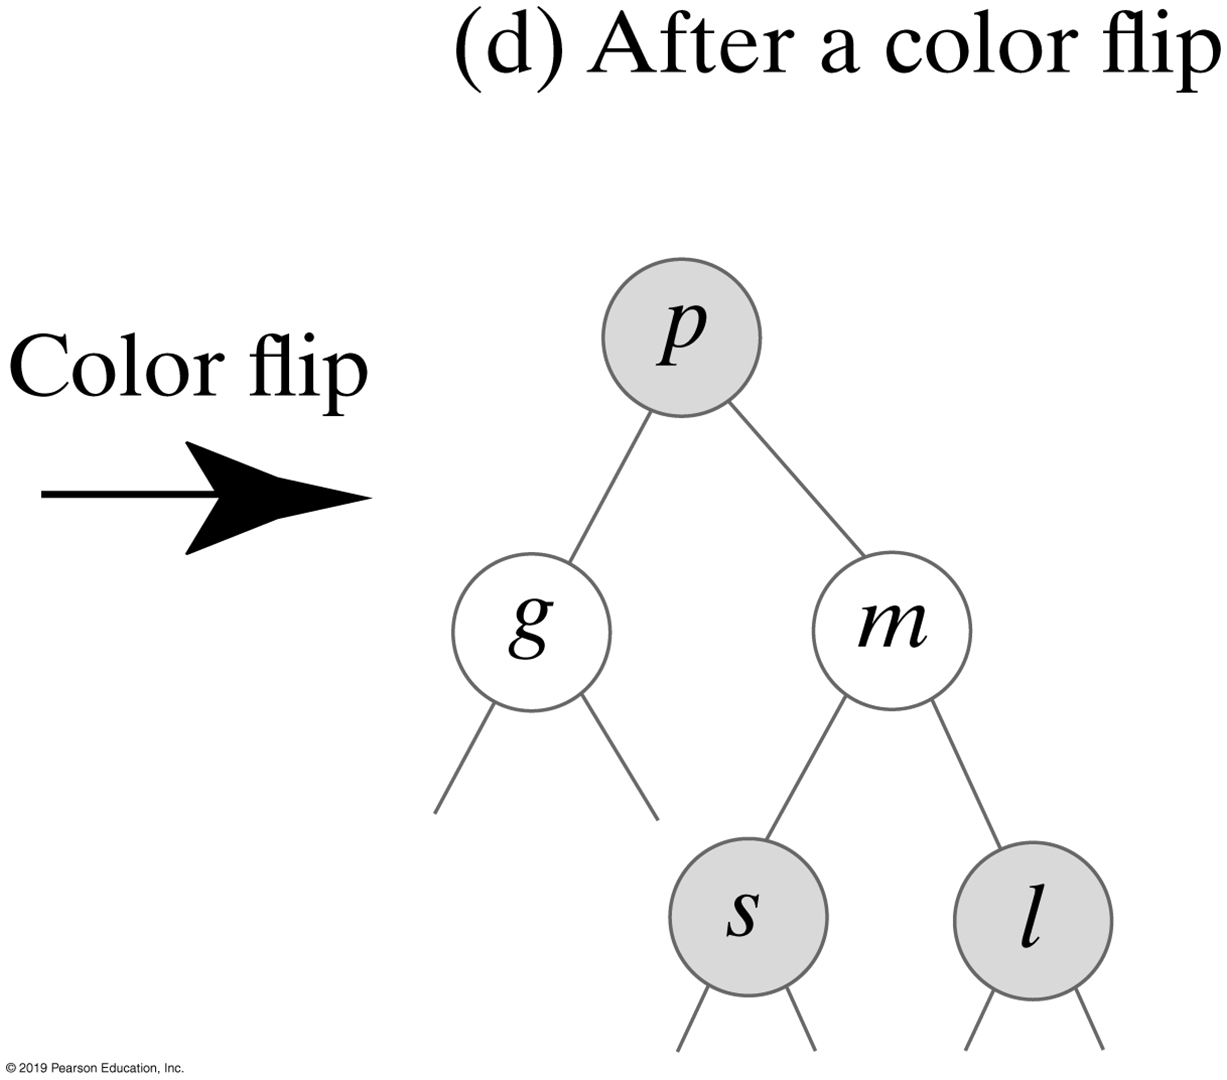 (d) After a color flip
p
Color flip
g
m
s
l
© 2019 Pearson Education, Inc.